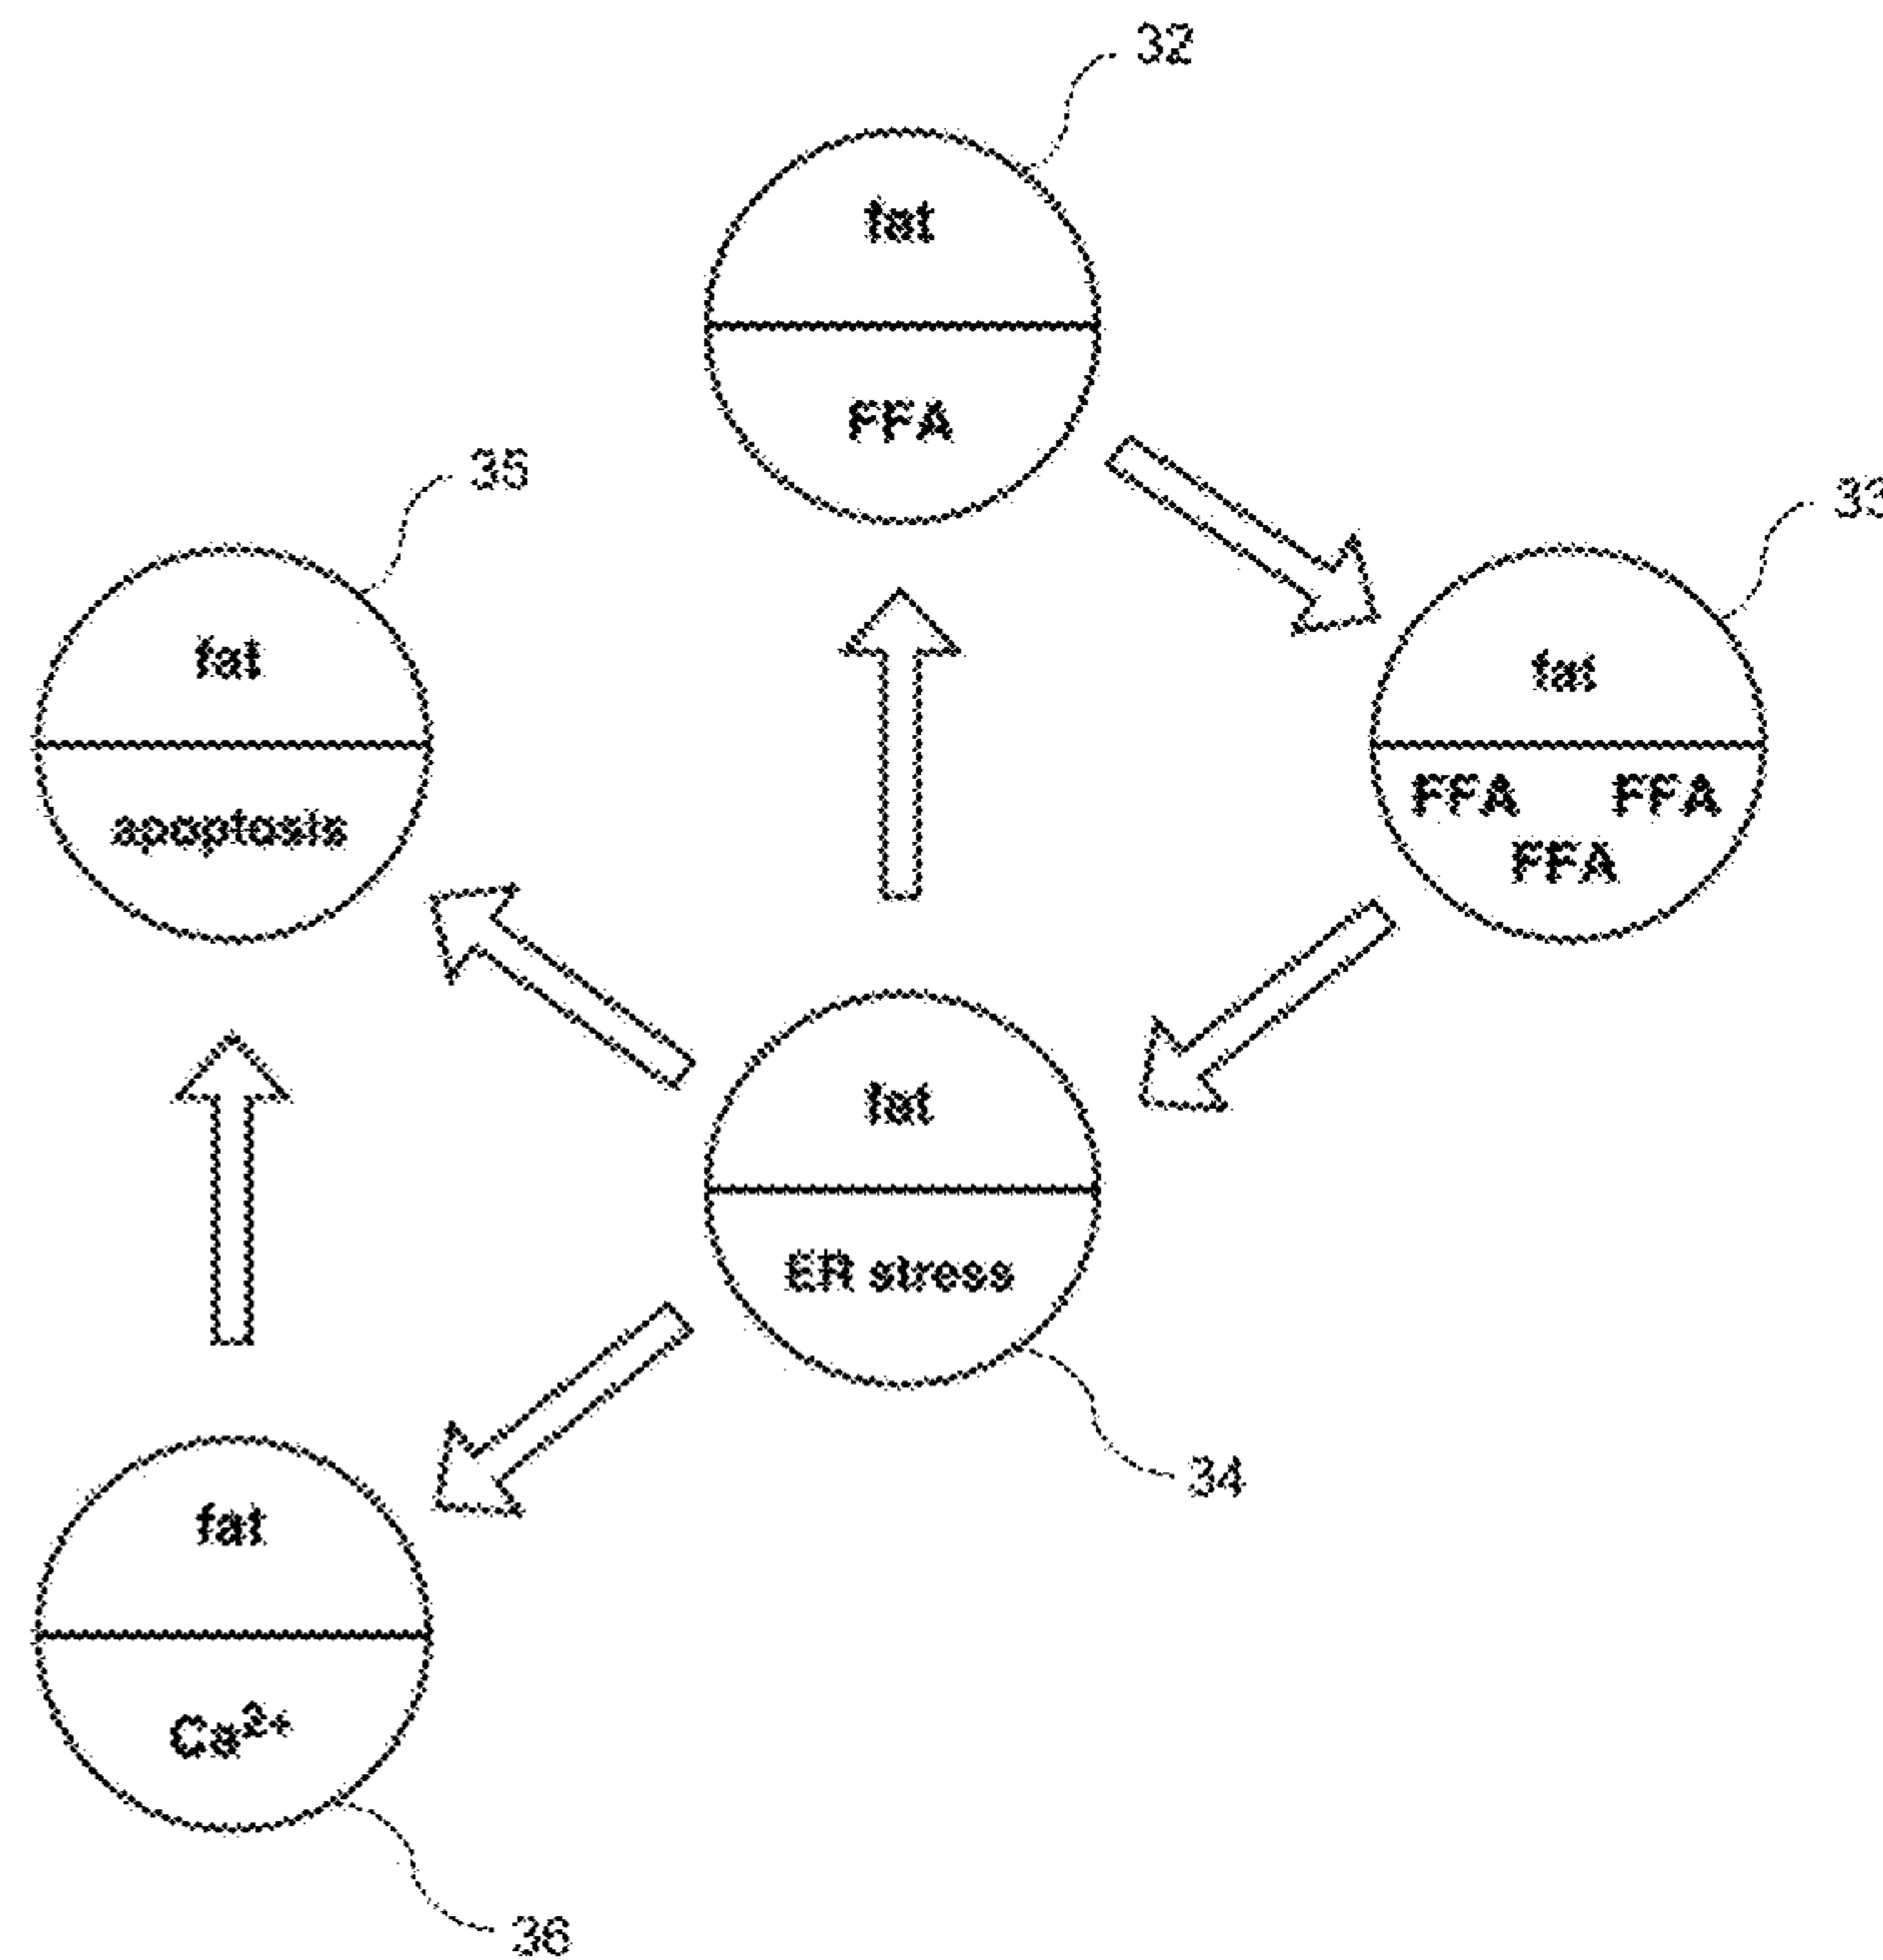 32
fat
FFA
35
33
fat
fat
FFA FFA
apoptosis
FFA
fat
ER stress
34
fat
Ca²⁺
36